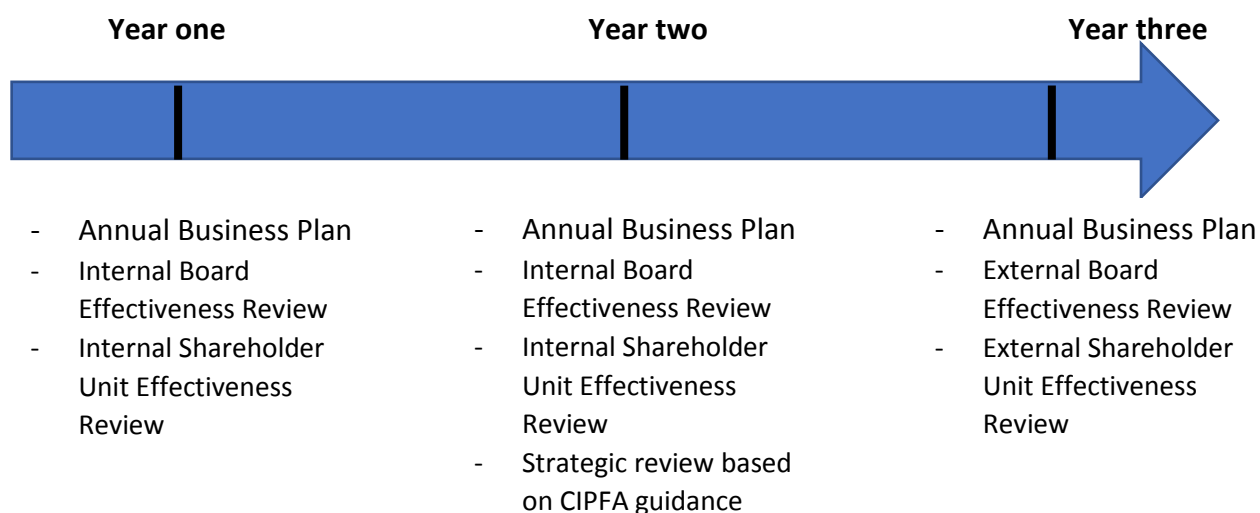 Year one
Year two
Year three
- Annual Business Plan
- Internal Board
Effectiveness Review
- Internal Shareholder
Unit Effectiveness
Review
- Annual Business Plan
- Internal Board
Effectiveness Review
- Internal Shareholder
Unit Effectiveness
Review
- Strategic review based
on CIPFA guidance
- Annual Business Plan
- External Board
Effectiveness Review
- External Shareholder
Unit Effectiveness
Review